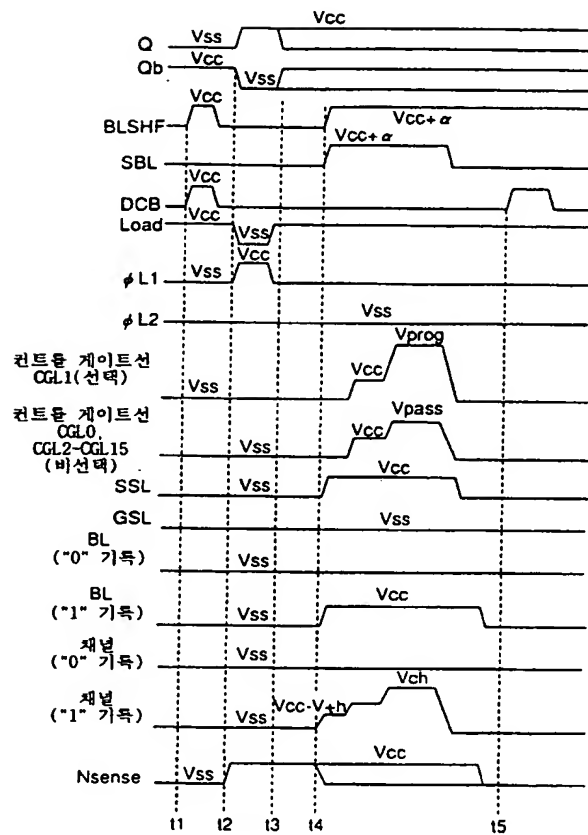 Vcc
Q Vss
Qb Vcc Vss
Vcc
BLSHF Vcc+α
SBL Vcc+α
DCB Vcc
Load Vcc Vss
Vcc
φL1 Vss
φL2 Vss
Vprog
컨트롤 게이트선
CGL1(선택) Vss Vcc
컨트롤 게이트선
CGL0,
CGL2~CGL15
(비선택) Vss Vcc Vpass
SSL Vss Vcc
GSL Vss
BL
("0" 기록) Vss
BL
("1" 기록) Vss Vcc
채널
("0" 기록) Vss
채널
("1" 기록) Vss Vcc-V+h Vch
Nsense Vss Vcc
t1 t2 t3 t4 t5